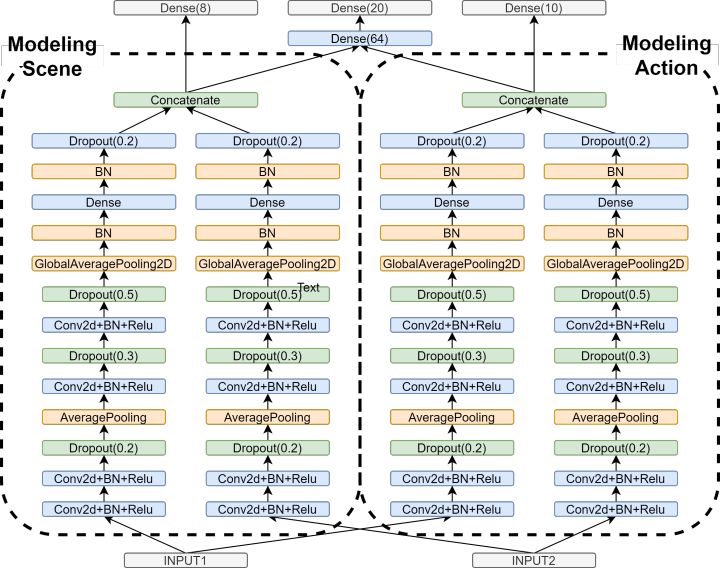 Dense(8)
Dense(20)
Dense(10)
Dense(64)
Modeling
Scene
Modeling
Action
Concatenate
Concatenate
Dropout(0.2)
Dropout(0.2)
Dropout(0.2)
Dropout(0.2)
BN
BN
BN
BN
Dense
Dense
Dense
Dense
BN
BN
BN
BN
GlobalAveragePooling2D
GlobalAveragePooling2D
GlobalAveragePooling2D
GlobalAveragePooling2D
Text
Dropout(0.5)
Dropout(0.5)
Dropout(0.5)
Dropout(0.5)
Conv2d+BN+Relu
Conv2d+BN+Relu
Conv2d+BN+Relu
Conv2d+BN+Relu
Dropout(0.3)
Dropout(0.3)
Dropout(0.3)
Dropout(0.3)
Conv2d+BN+Relu
Conv2d+BN+Relu
Conv2d+BN+Relu
Conv2d+BN+Relu
AveragePooling
AveragePooling
AveragePooling
AveragePooling
Dropout(0.2)
Dropout(0.2)
Dropout(0.2)
Dropout(0.2)
Conv2d+BN+Relu
Conv2d+BN+Relu
Conv2d+BN+Relu
Conv2d+BN+Relu
Conv2d+BN+Relu
Conv2d+BN+Relu
Conv2d+BN+Relu
Conv2d+BN+Relu
INPUT1
INPUT2